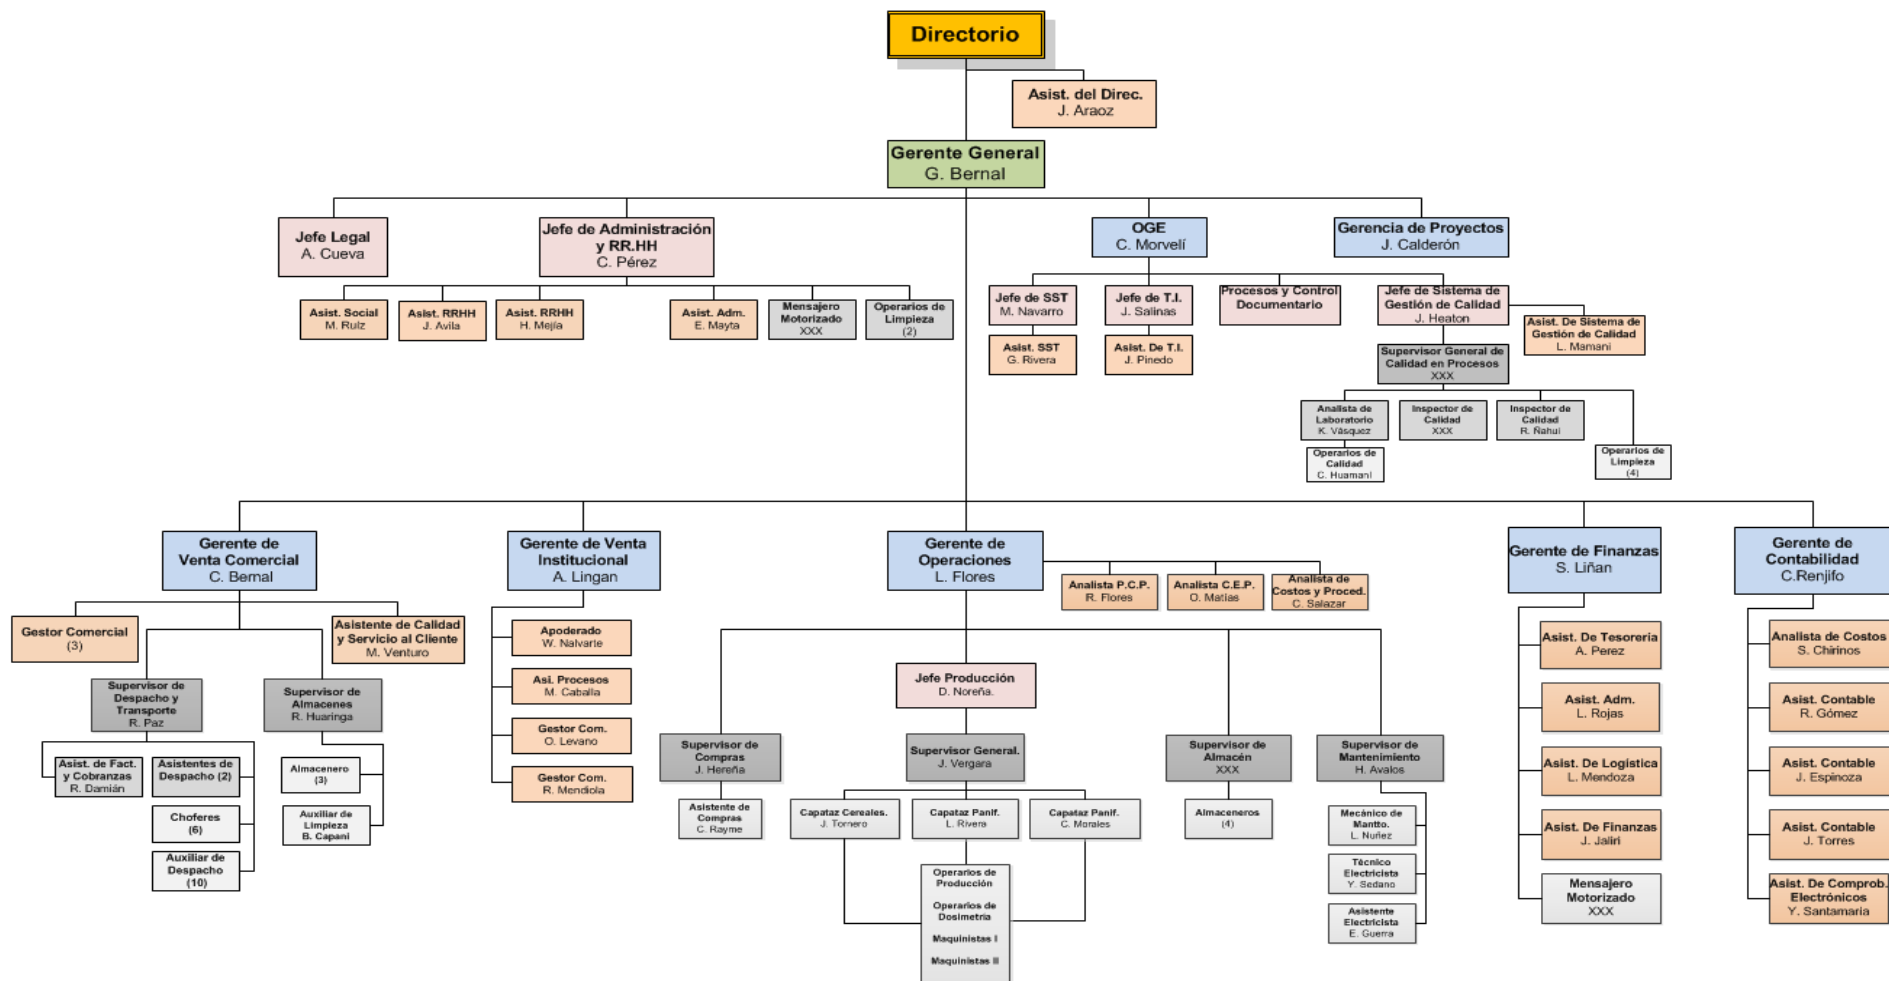 Directorio
Asist. del Direc.
J. Araoz
Gerente General
G. Bernal
Jefe Legal
A. Cueva
Jefe de Administración
y RR.HH
C. Pérez
OGE
C. Morvelí
Gerencia de Proyectos
J. Calderón
Asist. Social
M. Ruiz
Asist. RRHH
J. Avila
Asist. RRHH
H. Mejía
Asist. Adm.
E. Mayta
Mensajero
Motorizado
XXX
Operarios de
Limpieza
(2)
Jefe de SST
M. Navarro
Jefe de T.I.
J. Salinas
Procesos y Control
Documentario
Jefe de Sistema de
Gestión de Calidad
J. Heaton
Asist. De Sistema de
Gestión de Calidad
L. Mamani
Asist. SST
G. Rivera
Asist. De T.I.
J. Pinedo
Supervisor General de
Calidad en Procesos
XXX
Analista de
Laboratorio
K. Vásquez
Inspector de
Calidad
XXX
Inspector de
Calidad
R. Ñahui
Operarios de
Calidad
C. Huamaní
Operarios de
Limpieza
(4)
Gerente de
Venta Comercial
C. Bernal
Gerente de Venta
Institucional
A. Lingan
Gerente de
Operaciones
L. Flores
Gerente de Finanzas
S. Liñan
Gerente de
Contabilidad
C.Renjifo
Analista P.C.P.
R. Flores
Analista C.E.P.
O. Matias
Analista de
Costos y Proced.
C. Salazar
Gestor Comercial
(3)
Asistente de Calidad
y Servicio al Cliente
M. Venturo
Supervisor de
Despacho y
Transporte
R. Paz
Supervisor de
Almacenes
R. Huaringa
Asist. de Fact.
y Cobranzas
R. Damián
Asistentes de
Despacho (2)
Choferes
(6)
Auxiliar de
Despacho
(10)
Almacenero
(3)
Auxiliar de
Limpieza
B. Capani
Apoderado
W. Nalvarte
Asi. Procesos
M. Caballa
Gestor Com.
O. Levano
Gestor Com.
R. Mendiola
Jefe Producción
D. Noreña.
Supervisor de
Compras
J. Hereña
Supervisor General.
J. Vergara
Supervisor de
Almacén
XXX
Supervisor de
Mantenimiento
H. Avalos
Asistente de
Compras
C. Rayme
Capataz Cereales.
J. Tornero
Capataz Panif.
L. Rivera
Capataz Panif.
C. Morales
Almaceneros
(4)
Mecánico de
Mantto.
L. Nuñez
Técnico
Electricista
Y. Sedano
Asistente
Electricista
E. Guerra
Operarios de
Producción
Operarios de
Dosimetría
Maquinistas I
Maquinistas II
Asist. De Tesoreria
A. Perez
Asist. Adm.
L. Rojas
Asist. De Logística
L. Mendoza
Asist. De Finanzas
J. Jaliri
Mensajero
Motorizado
XXX
Analista de Costos
S. Chirinos
Asist. Contable
R. Gómez
Asist. Contable
J. Espinoza
Asist. Contable
J. Torres
Asist. De Comprob.
Electrónicos
Y. Santamaria